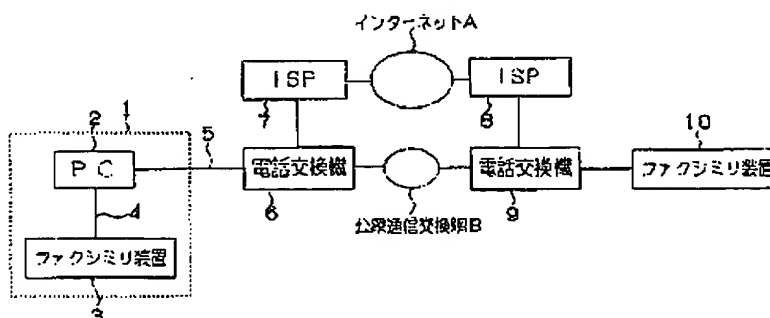 インターネットA
ISP
ISP
7
8
1
2
5
10
PC
電話交換機
電話交換機
ファクシミリ装置
4
6
9
公衆通信交換網B
ファクシミリ装置
3